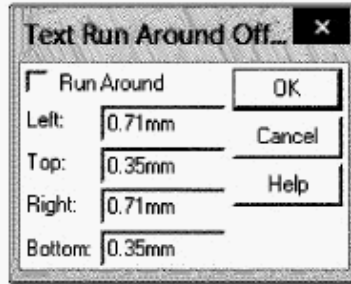 Text Run Around Off...
Run Around
OK
Left: 0.71mm
Cancel
Top: 0.35mm
Help
Right: 0.71mm
Bottom: 0.35mm